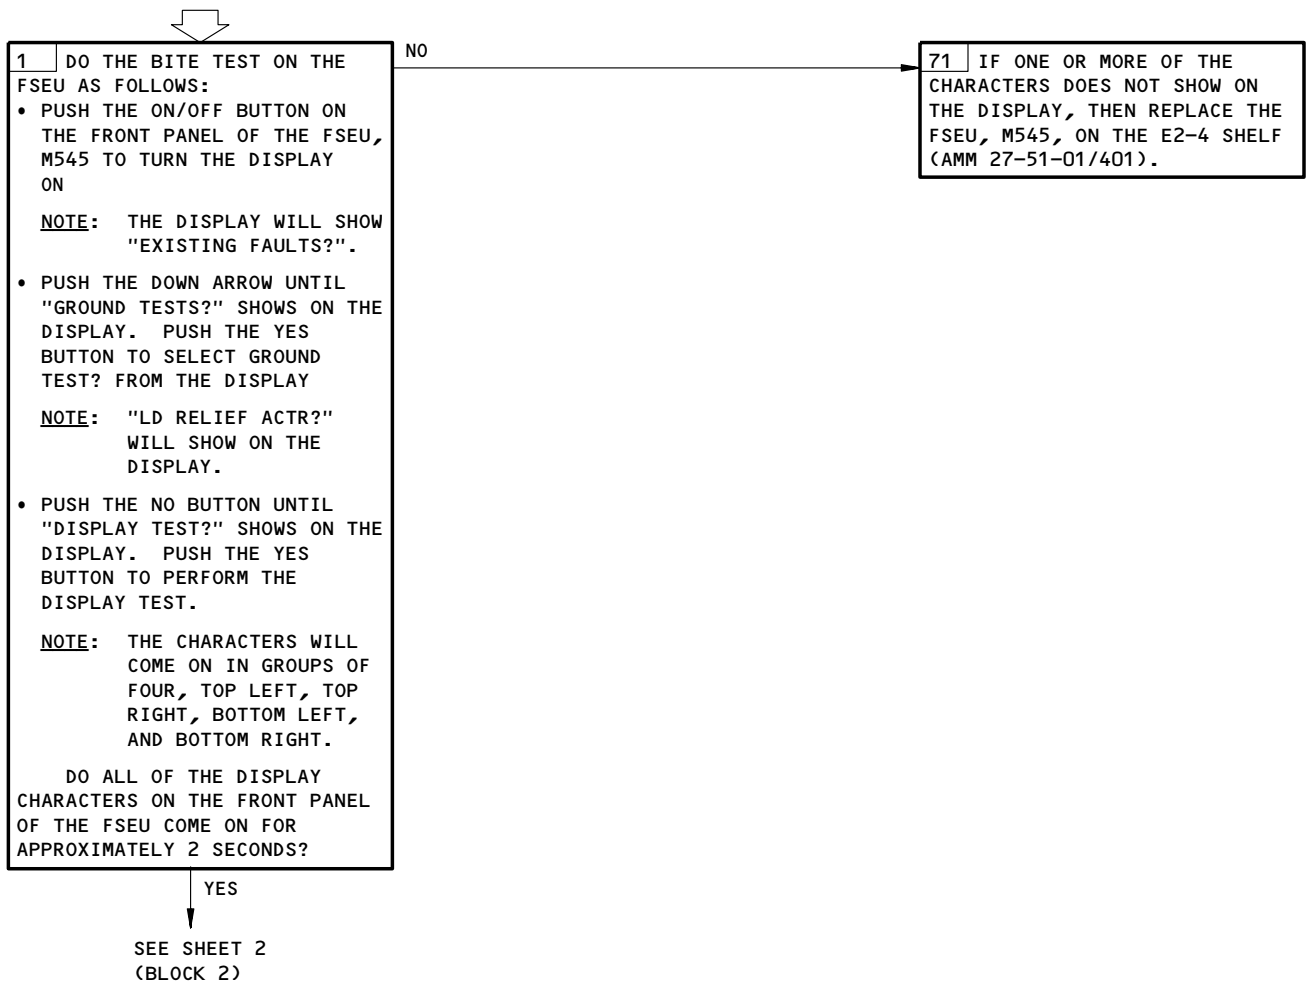 1 DO THE BITE TEST ON THE
FSEU AS FOLLOWS:
• PUSH THE ON/OFF BUTTON ON
THE FRONT PANEL OF THE FSEU,
M545 TO TURN THE DISPLAY
ON
NOTE: THE DISPLAY WILL SHOW
"EXISTING FAULTS?".
• PUSH THE DOWN ARROW UNTIL
"GROUND TESTS?" SHOWS ON THE
DISPLAY. PUSH THE YES
BUTTON TO SELECT GROUND
TEST? FROM THE DISPLAY
NOTE: "LD RELIEF ACTR?"
WILL SHOW ON THE
DISPLAY.
• PUSH THE NO BUTTON UNTIL
"DISPLAY TEST?" SHOWS ON THE
DISPLAY. PUSH THE YES
BUTTON TO PERFORM THE
DISPLAY TEST.
NOTE: THE CHARACTERS WILL
COME ON IN GROUPS OF
FOUR, TOP LEFT, TOP
RIGHT, BOTTOM LEFT,
AND BOTTOM RIGHT.
DO ALL OF THE DISPLAY
CHARACTERS ON THE FRONT PANEL
OF THE FSEU COME ON FOR
APPROXIMATELY 2 SECONDS?
NO
71 IF ONE OR MORE OF THE
CHARACTERS DOES NOT SHOW ON
THE DISPLAY, THEN REPLACE THE
FSEU, M545, ON THE E2-4 SHELF
(AMM 27-51-01/401).
YES
SEE SHEET 2
(BLOCK 2)